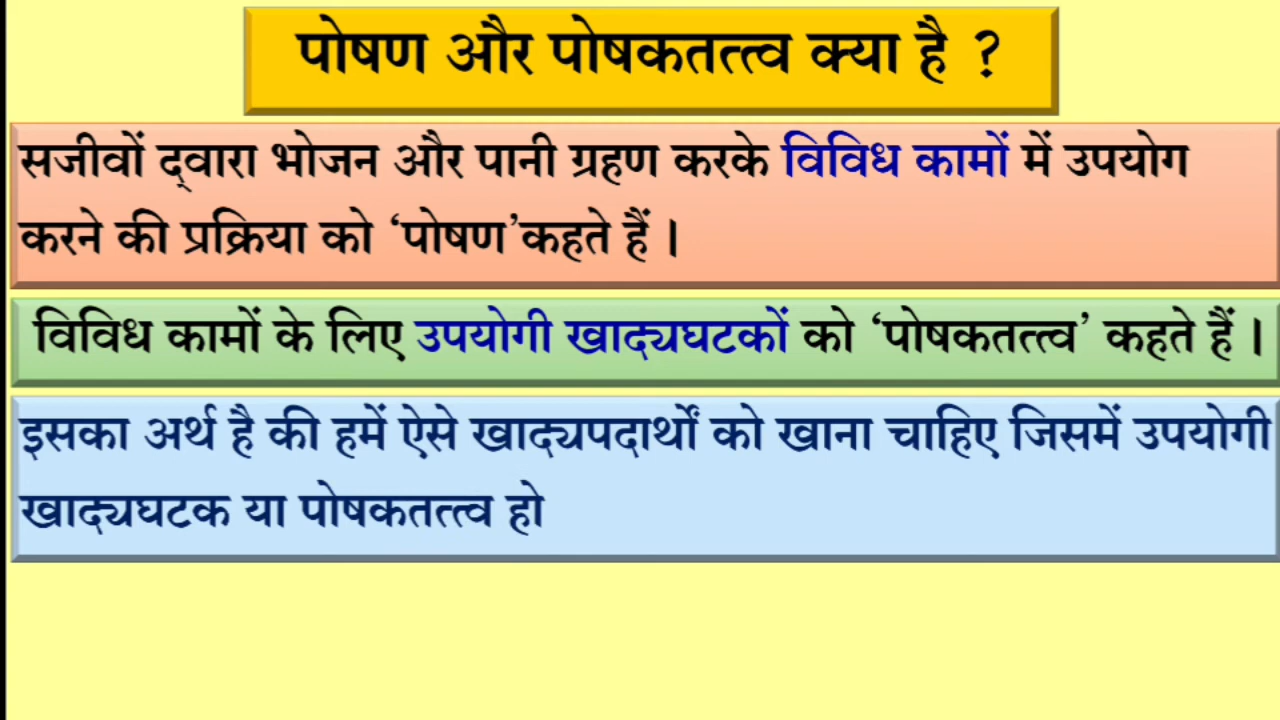 पोषण और पोषकतत्त्व क्या है ?
सजीवों द्‌वारा भोजन और पानी ग्रहण करके विविध कामों में उपयोग
करने की प्रक्रिया को ‘पोषण’कहते हैं ।
विविध कामों के लिए उपयोगी खाद्यघटकों को ‘पोषकतत्त्व’ कहते हैं ।
इसका अर्थ है की हमें ऐसे खाद्यपदार्थों को खाना चाहिए जिसमें उपयोगी
खाद्यघटक या पोषकतत्त्व हो